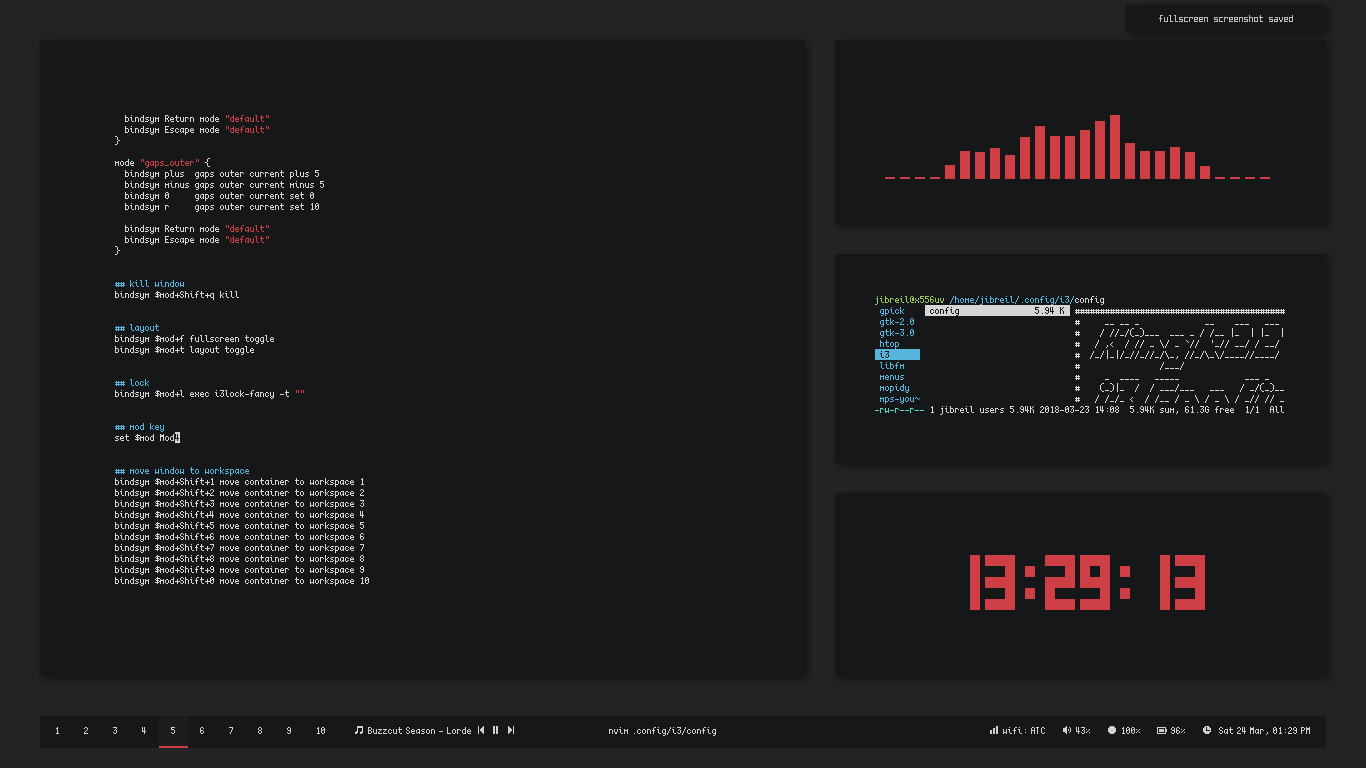 fullscreen screenshot saved
bindsym Return mode "default"
bindsym Escape mode "default"
}
mode "gaps_outer" {
bindsym plus  gaps outer current plus 5
bindsym minus gaps outer current minus 5
bindsym 0     gaps outer current set 0
bindsym r     gaps outer current set 10
bindsym Return mode "default"
bindsym Escape mode "default"
}
## kill window
bindsym $mod+Shift+q kill
## layout
bindsym $mod+f fullscreen toggle
bindsym $mod+t layout toggle
## lock
bindsym $mod+l exec i3lock-fancy -t ""
## mod key
set $mod Mod4
## move window to workspace
bindsym $mod+Shift+1 move container to workspace 1
bindsym $mod+Shift+2 move container to workspace 2
bindsym $mod+Shift+3 move container to workspace 3
bindsym $mod+Shift+4 move container to workspace 4
bindsym $mod+Shift+5 move container to workspace 5
bindsym $mod+Shift+6 move container to workspace 6
bindsym $mod+Shift+7 move container to workspace 7
bindsym $mod+Shift+8 move container to workspace 8
bindsym $mod+Shift+9 move container to workspace 9
bindsym $mod+Shift+0 move container to workspace 10
jibreil@x556uv /home/jibreil/.config/i3/config
gpick config 5.94 K
gtk-2.0
gtk-3.0
htop
i3
libfm
menus
mopidy
mps-you~
-rw-r--r-- 1 jibreil users 5.94K 2018-03-23 14:08  5.94K sum, 61.3G free  1/1  All
13:29:13
1 2 3 4 5 6 7 8 9 10 Buzzcut Season - Lorde nvim .config/i3/config wifi: ATC 43% 100% 96% Sat 24 Mar, 01:29 PM